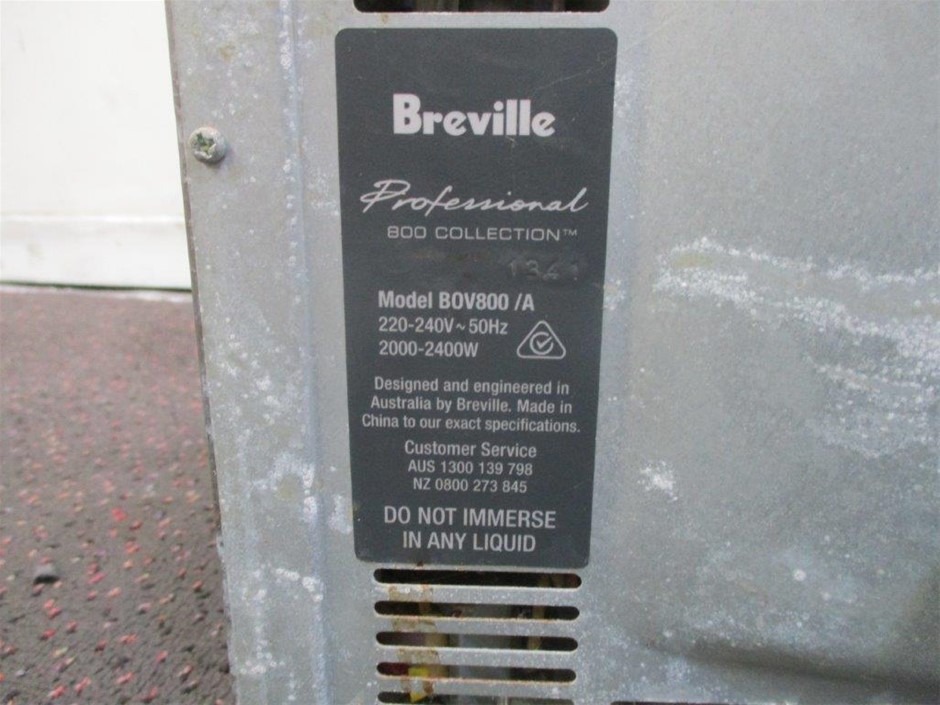 Breville
Professional
800 COLLECTION™
1341
Model BOV800 /A
220-240V~50Hz
2000-2400W
Designed and engineered in
Australia by Breville. Made in
China to our exact specifications.
Customer Service
AUS 1300 139 798
NZ 0800 273 845
DO NOT IMMERSE
IN ANY LIQUID